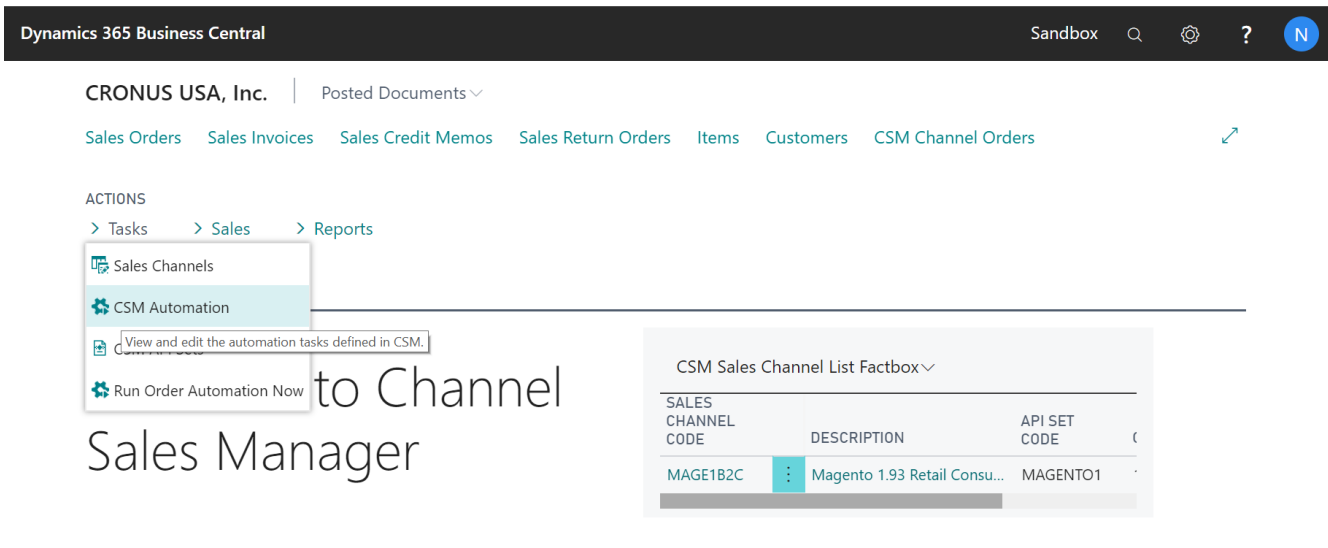 Dynamics 365 Business Central Sandbox ? N
CRONUS USA, Inc. Posted Documents
Sales Orders Sales Invoices Sales Credit Memos Sales Return Orders Items Customers CSM Channel Orders
ACTIONS
> Tasks > Sales > Reports
Sales Channels
CSM Automation
View and edit the automation tasks defined in CSM.
Run Order Automation Now
to Channel
Sales Manager
CSM Sales Channel List Factbox
SALES
CHANNEL
CODE
DESCRIPTION
API SET
CODE
MAGE1B2C Magento 1.93 Retail Consu... MAGENTO1